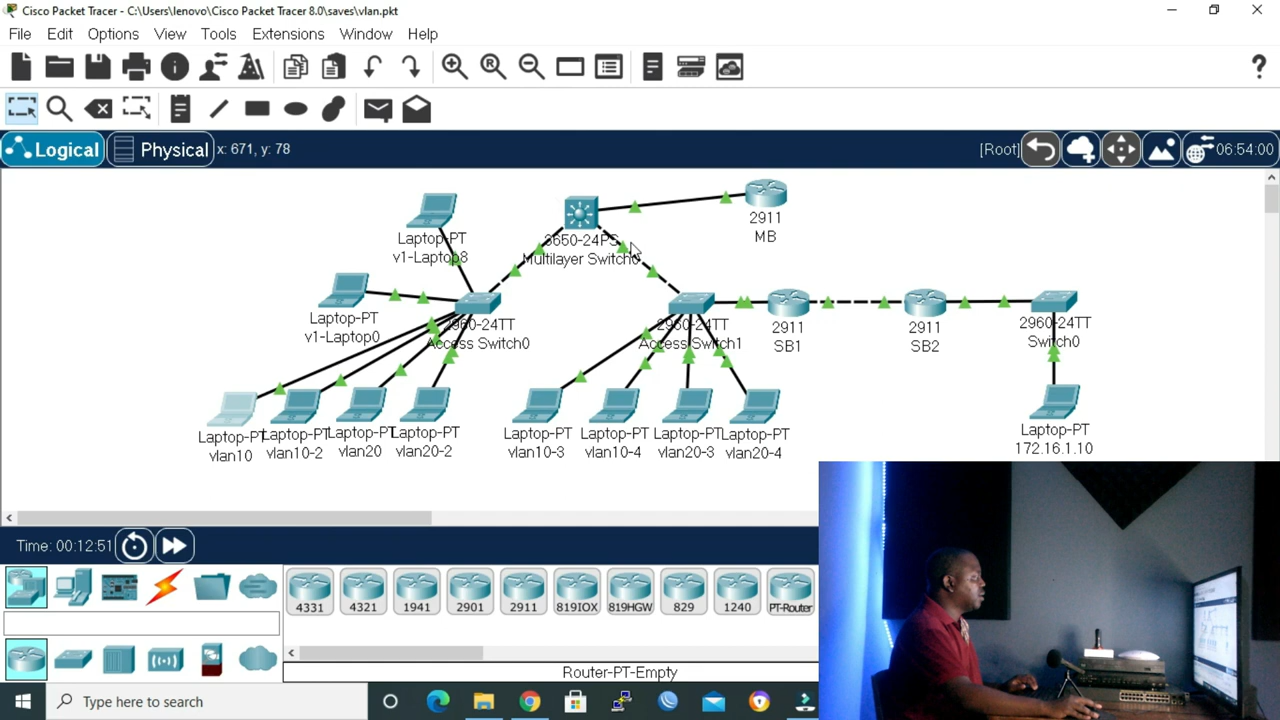 Cisco Packet Tracer - C:\Users\lenovo\Cisco Packet Tracer 8.0\saves\vlan.pkt
File Edit Options View Tools Extensions Window Help
Logical Physical x: 671, y: 78 [Root] 06:54:00
2911
MB
Laptop-PT
v1-Laptop8
3650-24PS
Multilayer Switch0
Laptop-PT
v1-Laptop0
2960-24TT
Access Switch0
2960-24TT
Access Switch1
2911
SB1
2911
SB2
2960-24TT
Switch0
Laptop-PT
vlan10
Laptop-PT
vlan10-2
Laptop-PT
vlan20
Laptop-PT
vlan20-2
Laptop-PT
vlan10-3
Laptop-PT
vlan10-4
Laptop-PT
vlan20-3
Laptop-PT
vlan20-4
Laptop-PT
172.16.1.10
Time: 00:12:51
4331 4321 1941 2901 2911 819IOX 819HGW 829 1240 PT-Router
Router-PT-Empty
Type here to search